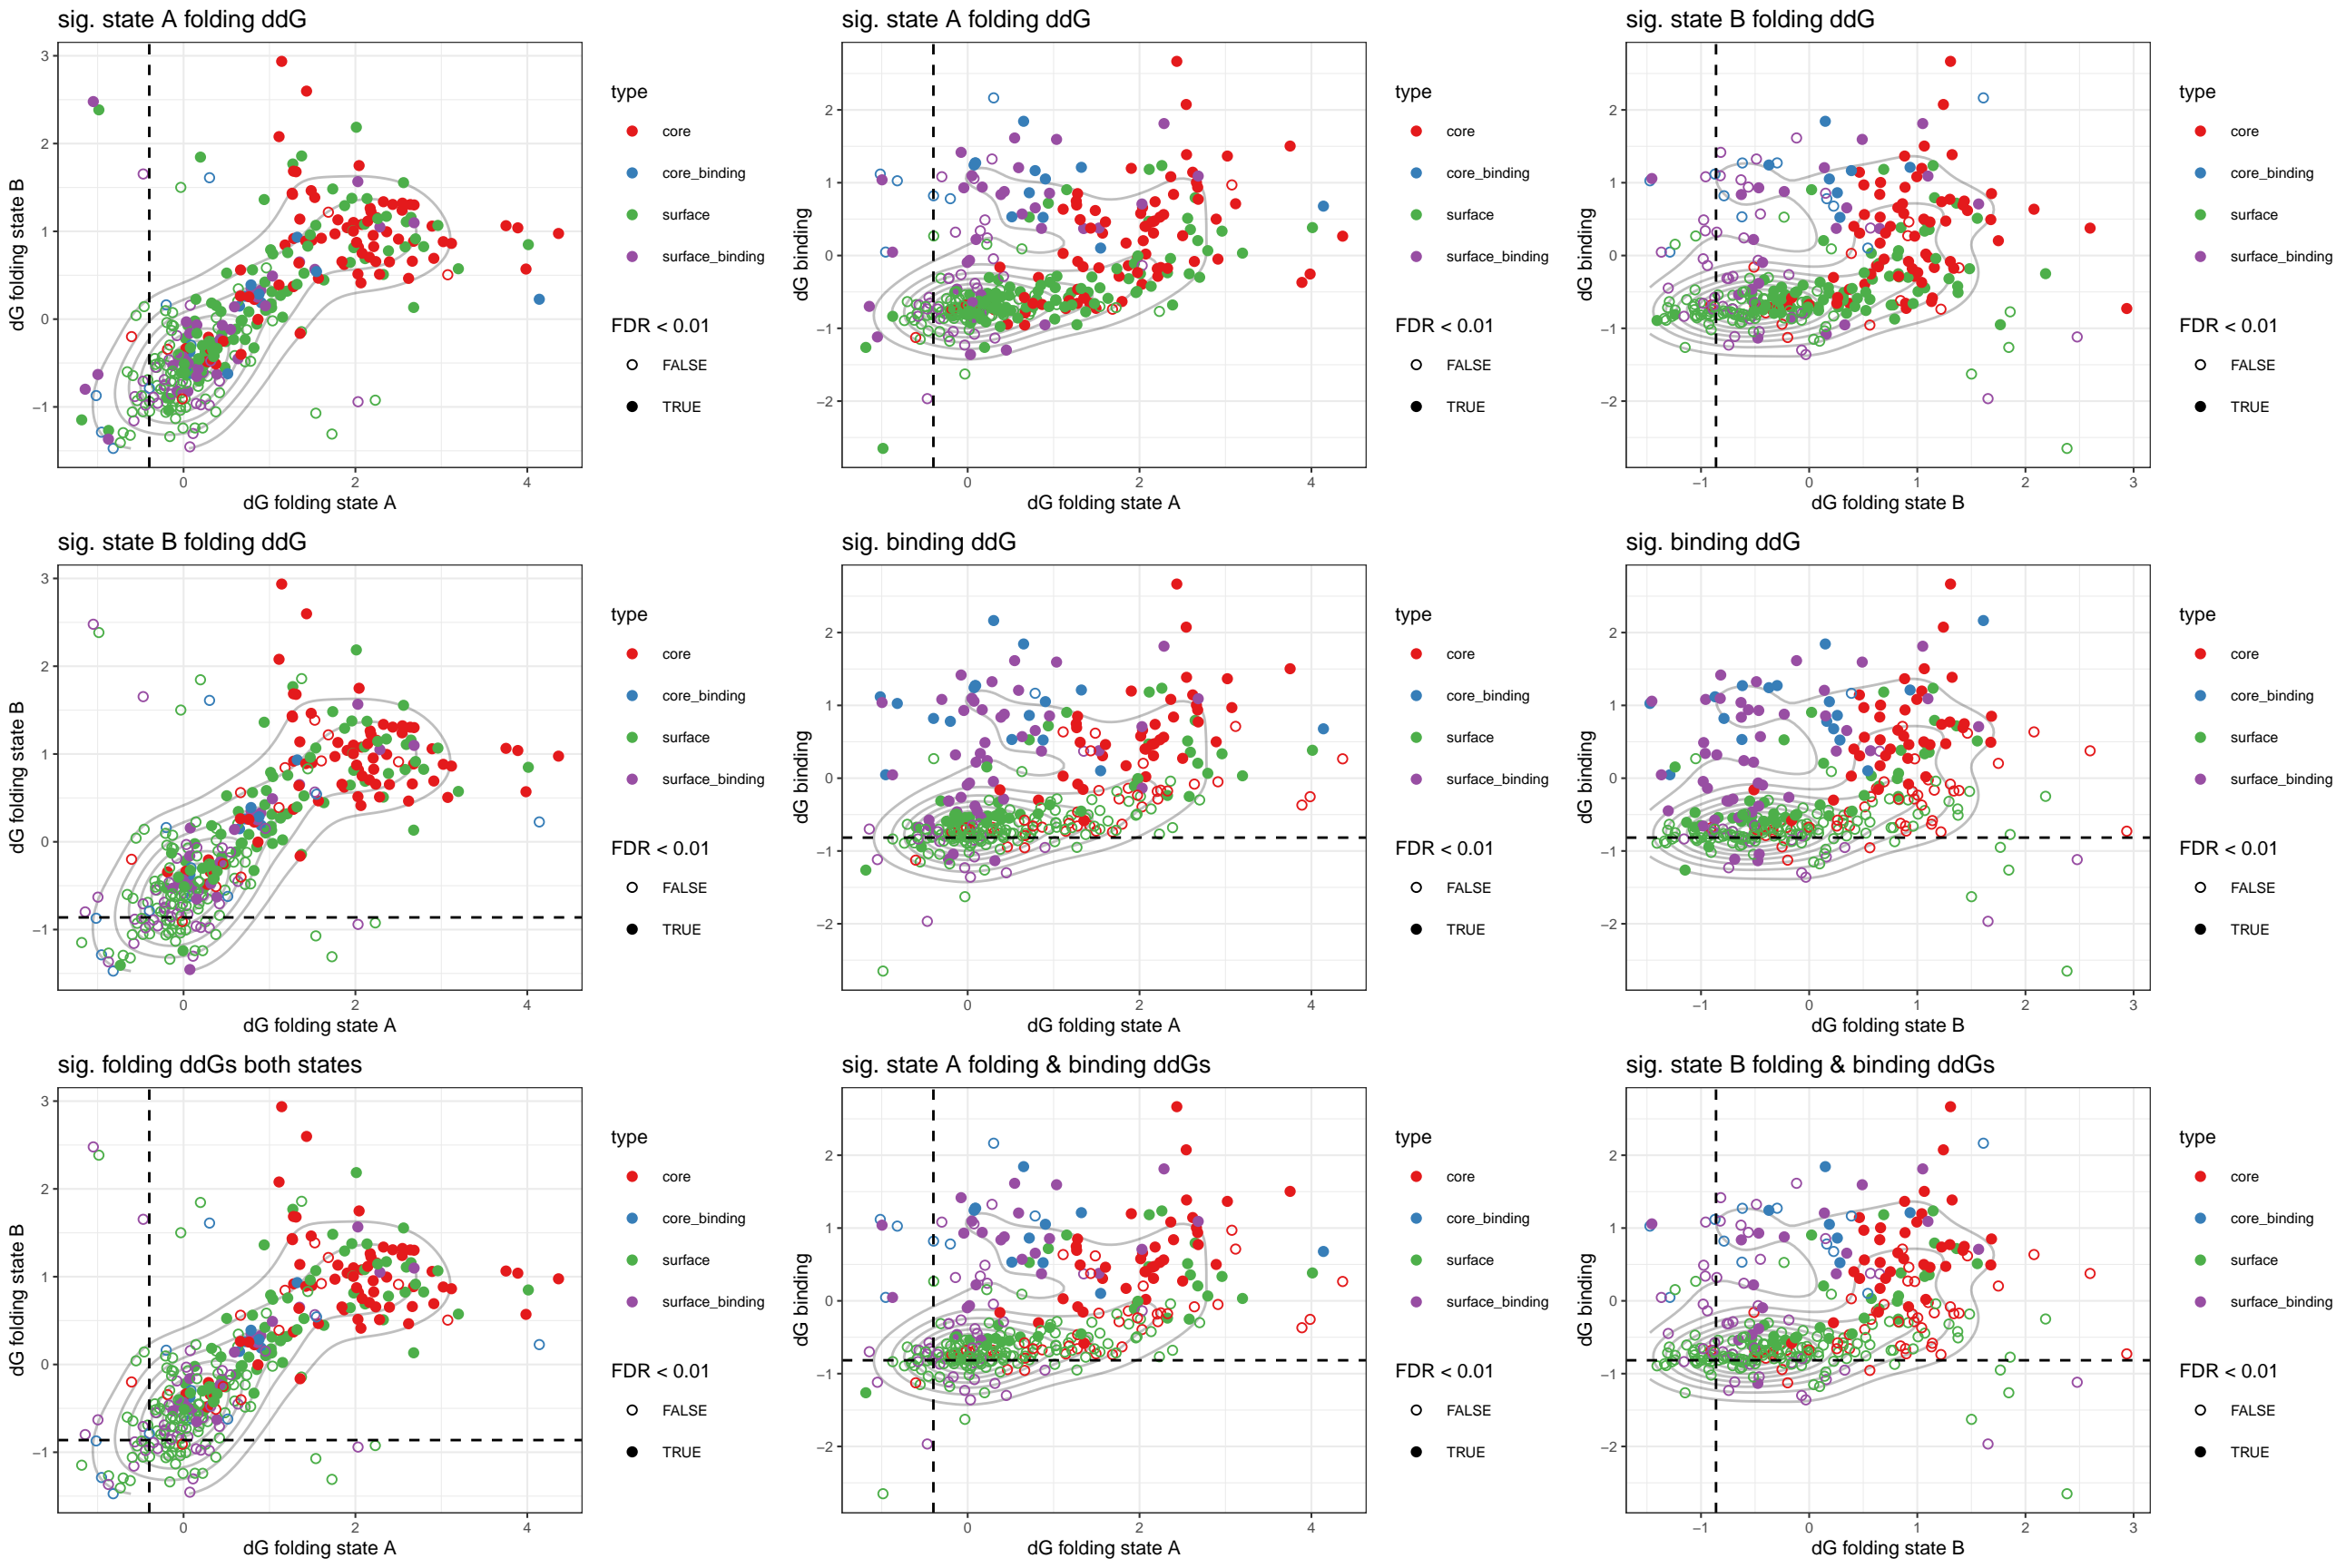 sig. state A folding ddG
3
2
1
0
−1
0
2
4
dG folding state B
dG folding state A
type
core
core_binding
surface
surface_binding
FDR < 0.01
FALSE
TRUE
sig. state A folding ddG
2
1
0
−1
−2
0
2
4
dG binding
dG folding state A
type
core
core_binding
surface
surface_binding
FDR < 0.01
FALSE
TRUE
sig. state B folding ddG
2
1
0
−1
−2
−1
0
1
2
3
dG binding
dG folding state B
type
core
core_binding
surface
surface_binding
FDR < 0.01
FALSE
TRUE
sig. state B folding ddG
3
2
1
0
−1
0
2
4
dG folding state B
dG folding state A
type
core
core_binding
surface
surface_binding
FDR < 0.01
FALSE
TRUE
sig. binding ddG
2
1
0
−1
−2
0
2
4
dG binding
dG folding state A
type
core
core_binding
surface
surface_binding
FDR < 0.01
FALSE
TRUE
sig. binding ddG
2
1
0
−1
−2
−1
0
1
2
3
dG binding
dG folding state B
type
core
core_binding
surface
surface_binding
FDR < 0.01
FALSE
TRUE
sig. folding ddGs both states
3
2
1
0
−1
0
2
4
dG folding state B
dG folding state A
type
core
core_binding
surface
surface_binding
FDR < 0.01
FALSE
TRUE
sig. state A folding & binding ddGs
2
1
0
−1
−2
0
2
4
dG binding
dG folding state A
type
core
core_binding
surface
surface_binding
FDR < 0.01
FALSE
TRUE
sig. state B folding & binding ddGs
2
1
0
−1
−2
−1
0
1
2
3
dG binding
dG folding state B
type
core
core_binding
surface
surface_binding
FDR < 0.01
FALSE
TRUE